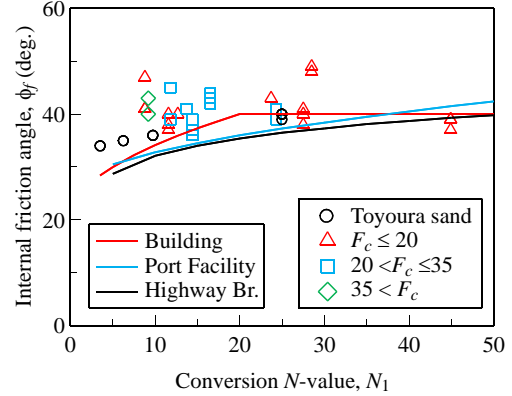 Internal friction angle, ϕf (deg.)
60
40
20
0
Building
Port Facility
Highway Br.
Toyoura sand
Fc ≤ 20
20 <Fc ≤35
35 < Fc
0 10 20 30 40 50
Conversion N-value, N1